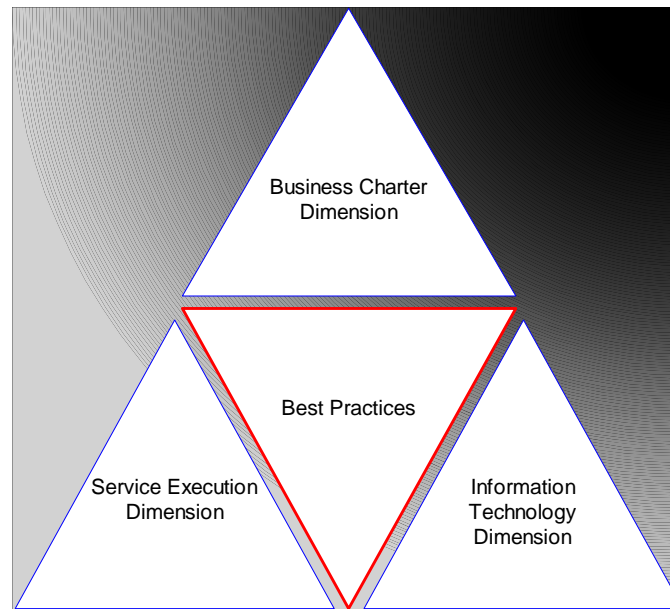 Business Charter
Dimension
Best Practices
Service Execution
Dimension
Information
Technology
Dimension